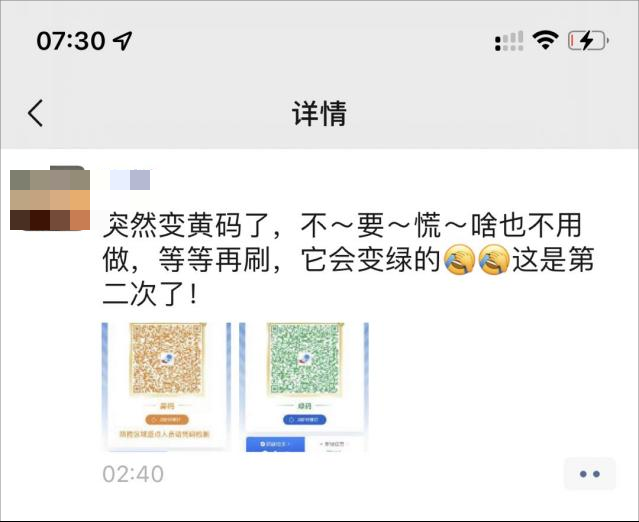 07:30
详情
突然变黄码了，不～要～慌～啥也不用
做，等等再刷，它会变绿的🤦🤦这是第
二次了！
黄码
绿码
02:40